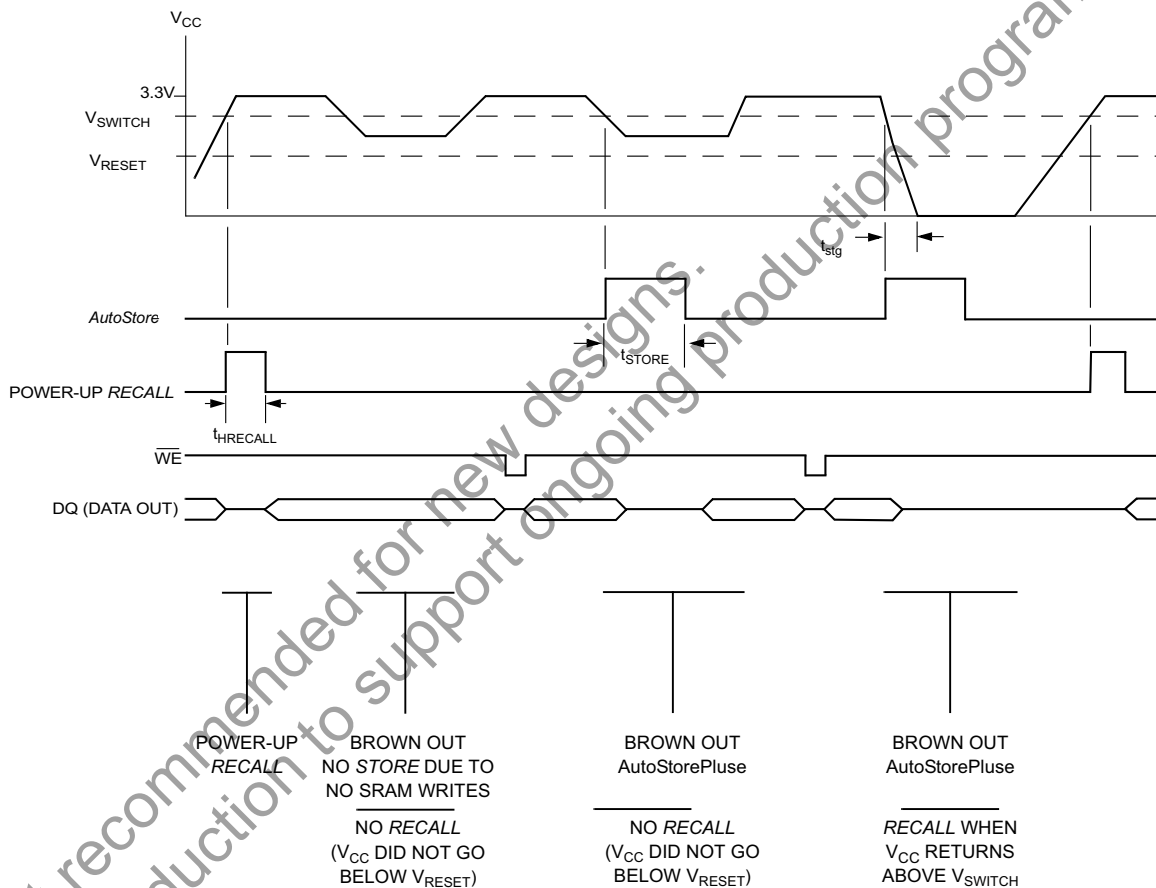 VCC
3.3V
VSWITCH
VRESET
tstg
AutoStore
tSTORE
POWER-UP RECALL
tHRECALL
WE
DQ (DATA OUT)
POWER-UP
RECALL
BROWN OUT
NO STORE DUE TO
NO SRAM WRITES
NO RECALL
(VCC DID NOT GO
BELOW VRESET)
BROWN OUT
AutoStorePluse
NO RECALL
(VCC DID NOT GO
BELOW VRESET)
BROWN OUT
AutoStorePluse
RECALL WHEN
VCC RETURNS
ABOVE VSWITCH
recommended for new designs.
to support ongoing production